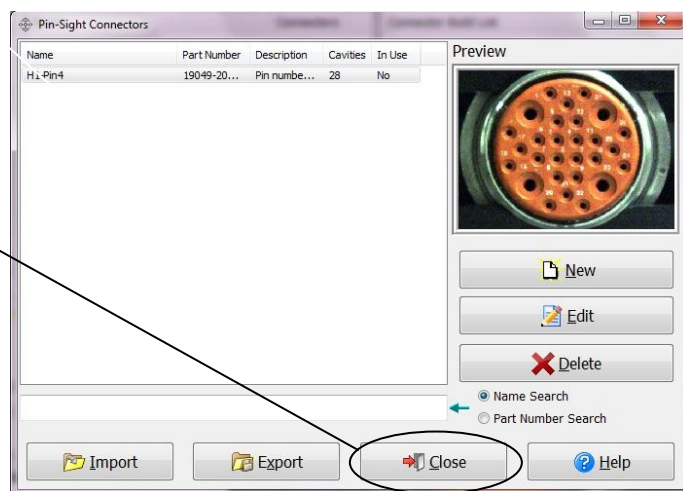 Pin-Sight Connectors
Name Part Number Description Cavities In Use
Hi-Pin4 19049-20... Pin numbe... 28 No
Preview
New
Edit
Delete
Name Search
Part Number Search
Import Export Close Help